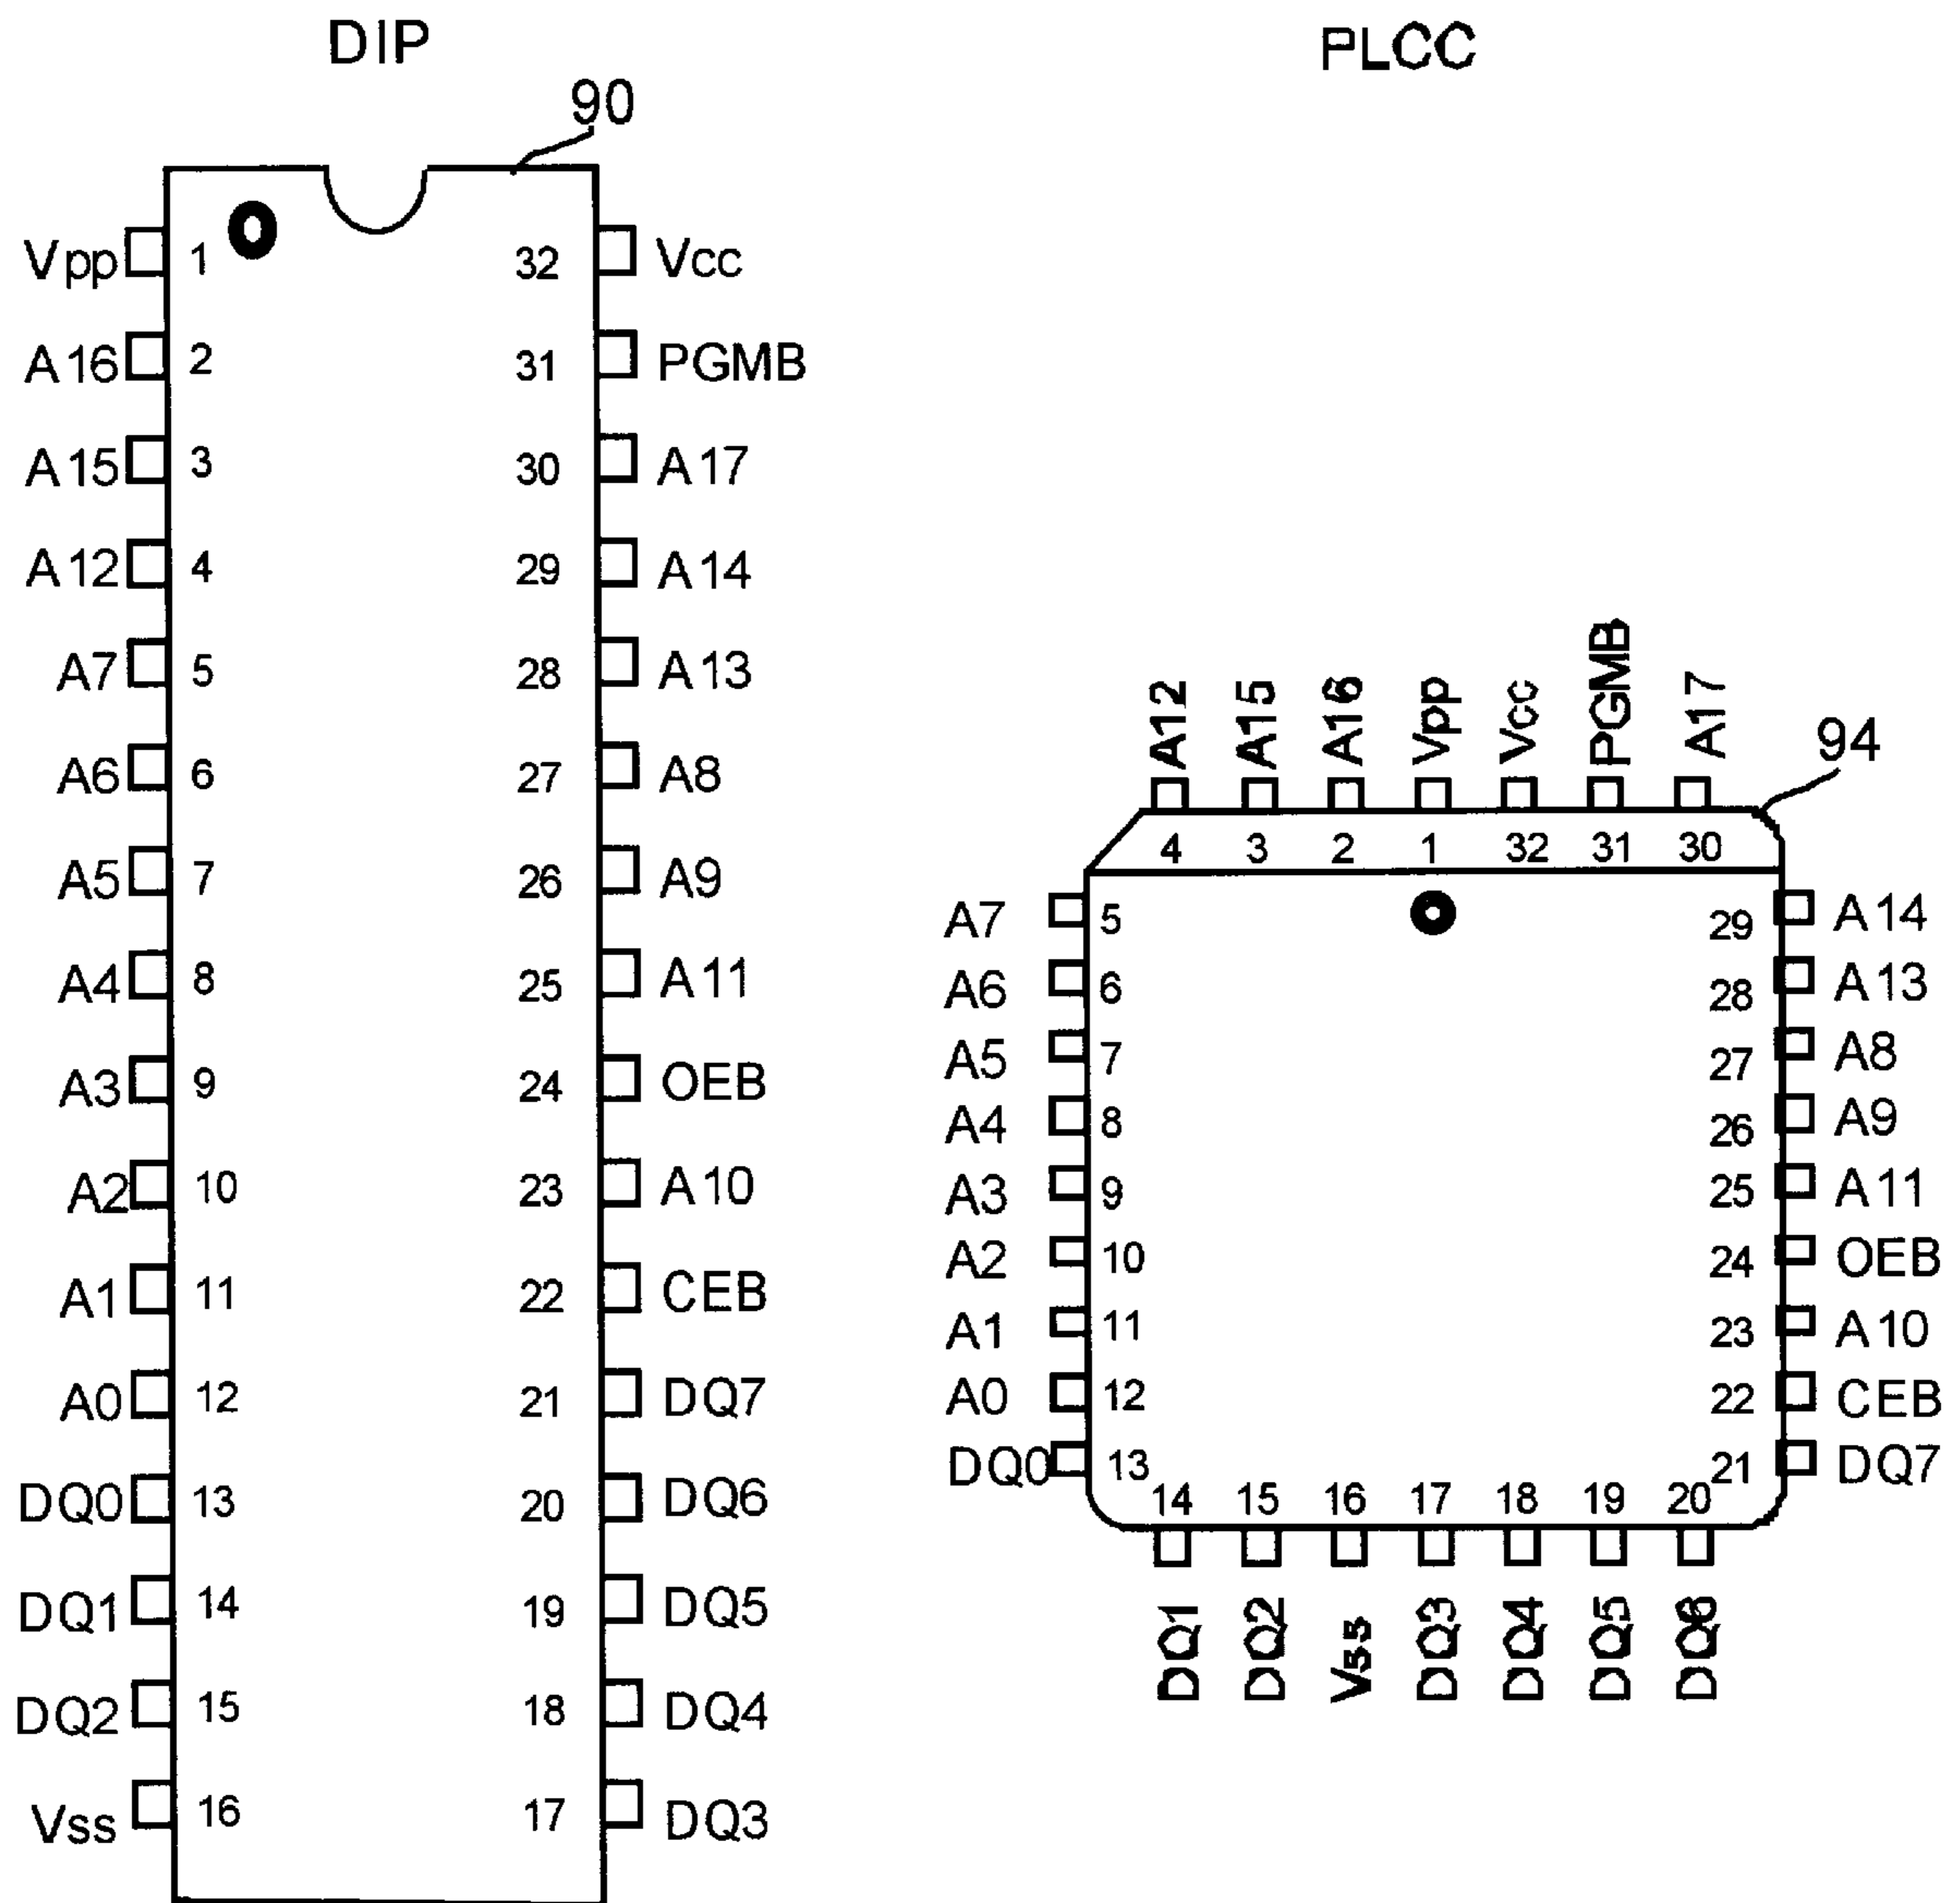 DIP
90
Vpp 1 32 Vcc
A16 2 31 PGMB
A15 3 30 A17
A12 4 29 A14
A7 5 28 A13
A6 6 27 A8
A5 7 26 A9
A4 8 25 A11
A3 9 24 OEB
A2 10 23 A10
A1 11 22 CEB
A0 12 21 DQ7
DQ0 13 20 DQ6
DQ1 14 19 DQ5
DQ2 15 18 DQ4
Vss 16 17 DQ3
PLCC
94
A12 A15 A16 Vpp Vcc PGMB A17
4 3 2 1 32 31 30
A7 5 29 A14
A6 6 28 A13
A5 7 27 A8
A4 8 26 A9
A3 9 25 A11
A2 10 24 OEB
A1 11 23 A10
A0 12 22 CEB
DQ0 13 21 DQ7
14 15 16 17 18 19 20
DQ1 DQ2 Vss DQ3 DQ4 DQ5 DQ6